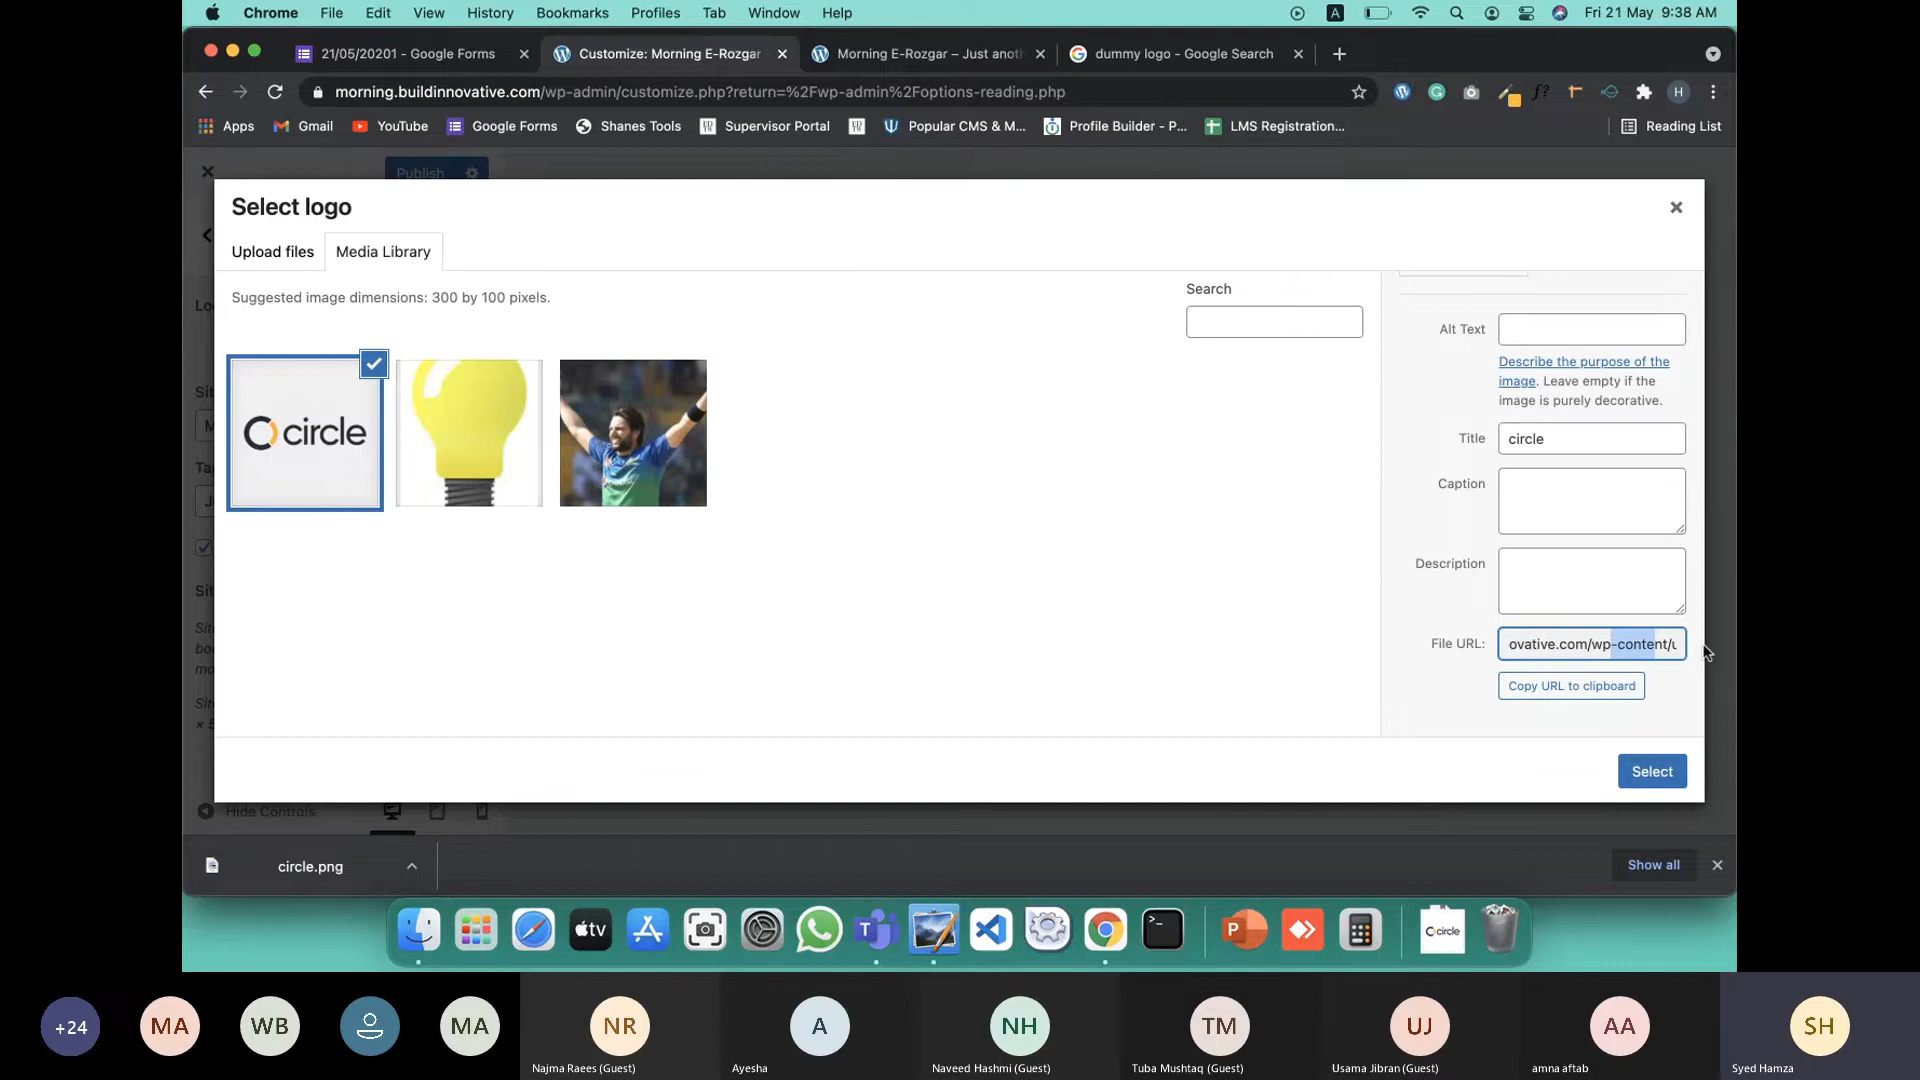 Chrome File Edit View History Bookmarks Profiles Tab Window Help A Fri 21 May 9:38 AM
21/05/20201 - Google Forms Customize: Morning E-Rozgar Morning E-Rozgar – Just anoth dummy logo - Google Search
morning.buildinnovative.com/wp-admin/customize.php?return=%2Fwp-admin%2Foptions-reading.php f? H
Apps Gmail YouTube Google Forms Shanes Tools Supervisor Portal Popular CMS & M... Profile Builder - P... LMS Registration... Reading List
Publish
Select logo
Upload files Media Library
Suggested image dimensions: 300 by 100 pixels.
Search
circle
Alt Text
Describe the purpose of the
image. Leave empty if the
image is purely decorative.
Title circle
Caption
Description
File URL: ovative.com/wp-content/u
Copy URL to clipboard
Select
Hide Controls
circle.png Show all
tv T P circle
+24 MA WB MA NR A NH TM UJ AA SH
Najma Raees (Guest) Ayesha Naveed Hashmi (Guest) Tuba Mushtaq (Guest) Usama Jibran (Guest) amna aftab Syed Hamza